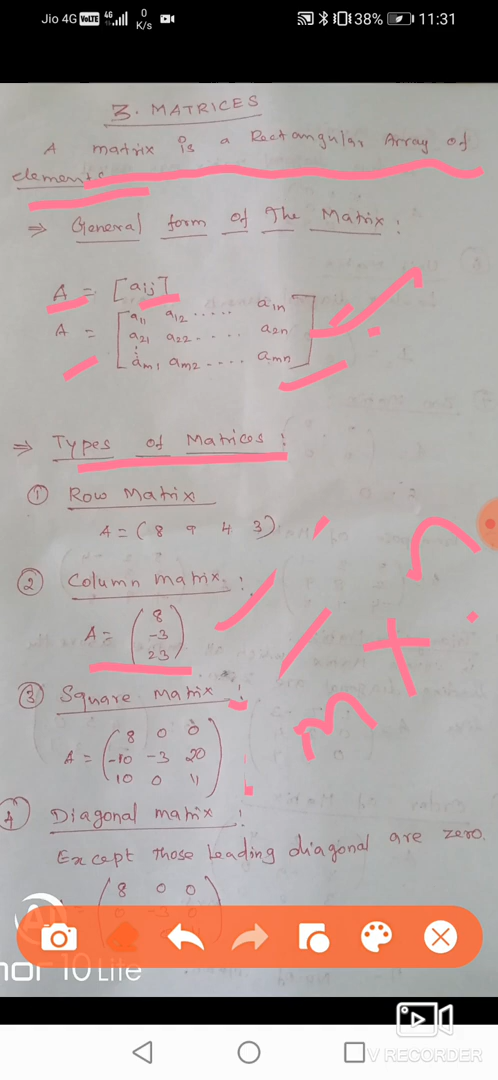 Jio 4G VoLTE 4G 0 K/s 38% 11:31
3. MATRICES
A matrix is a Rectangular Array of
elements
⇒ General form of The Matrix:
A = [aij]
a11 a12 ..... a1n
A = a21 a22 .... a2n
am1 am2 .... amn
⇒ Types of Matrices:
① Row Matrix
A = (8 9 4 3)
② Column matrix:
8
A = -3
23
③ Square Matrix:
8 0 0
A = -10 -3 20
10 0 11
④ Diagonal matrix:
Except those leading diagonal are zero.
8 0 0
-3
m × n
10 Lite
V RECORDER